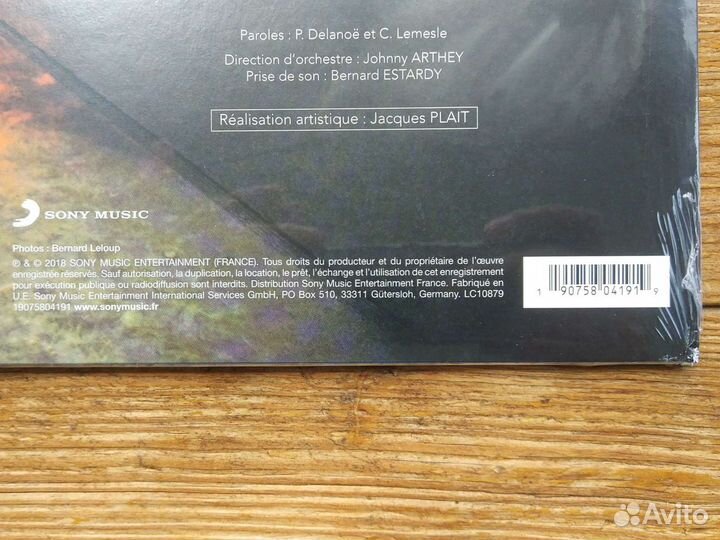 Paroles : P. Delanoë et C. Lemesle
Direction d'orchestre : Johnny ARTHEY
Prise de son : Bernard ESTARDY
Réalisation artistique : Jacques PLAIT
SONY MUSIC
Photos : Bernard Leloup
℗ & © 2018 SONY MUSIC ENTERTAINMENT (FRANCE). Tous droits du producteur et du propriétaire de l'œuvre
enregistrée réservés. Sauf autorisation, la duplication, la location, le prêt, l'échange et l'utilisation de cet enregistrement
pour exécution publique ou radiodiffusion sont interdits. Distribution Sony Music Entertainment France. Fabriqué en
U.E. Sony Music Entertainment International Services GmbH, PO Box 510, 33311 Gütersloh, Germany. LC10879
19075804191 www.sonymusic.fr
1 90758 04191 9
Avito